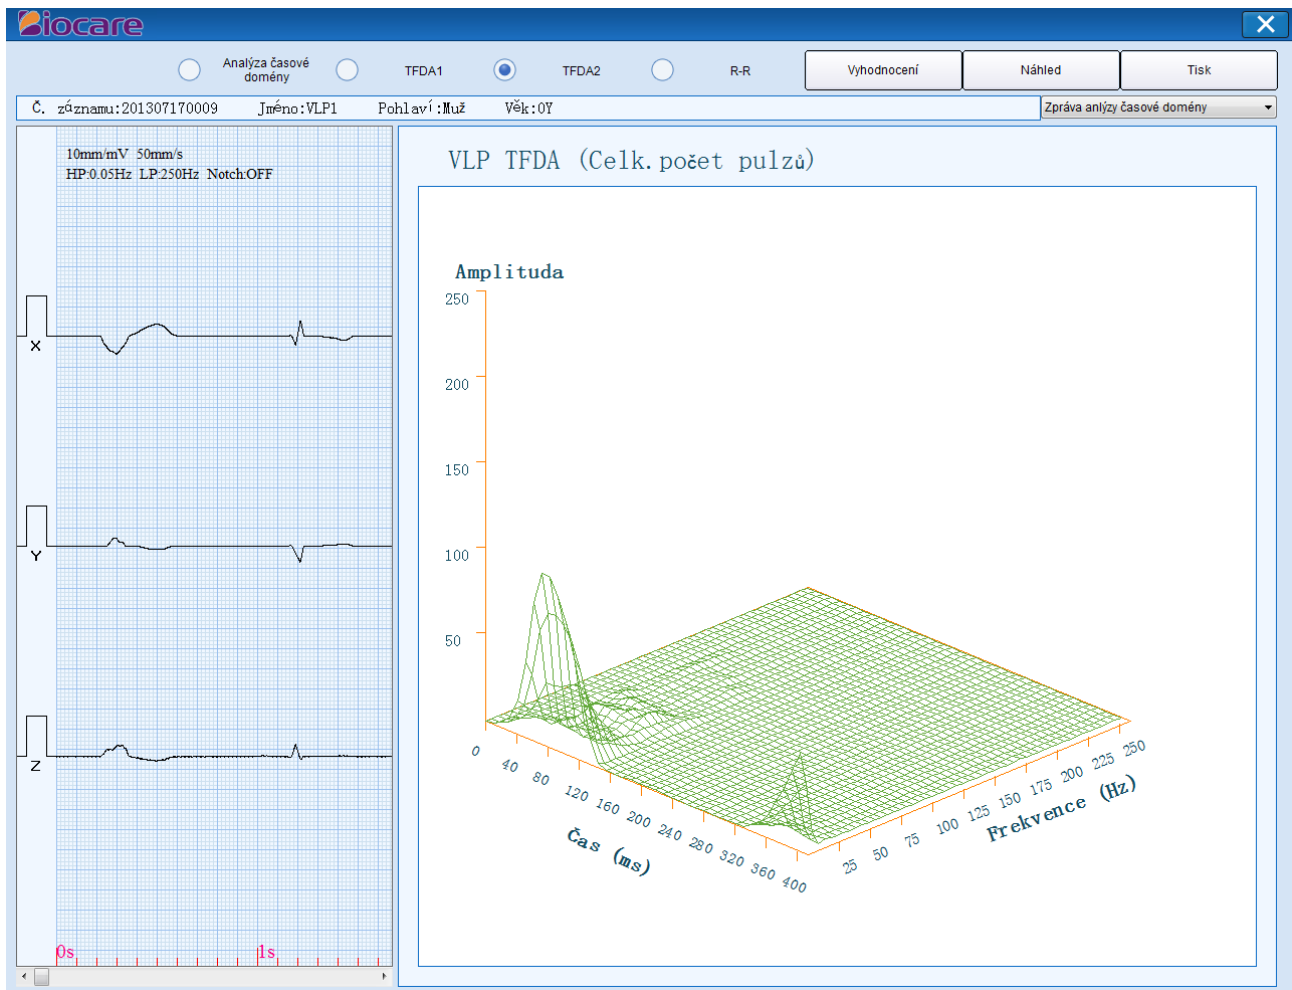 Biocare
Analýza časové domény
TFDA1
TFDA2
R-R
Vyhodnocení
Náhled
Tisk
Č. záznamu:201307170009 Jméno:VLP1 Pohlaví:Muž Věk:0Y
Zpráva anlýzy časové domény
10mm/mV 50mm/s
HP:0.05Hz LP:250Hz Notch:OFF
X
Y
Z
0s
1s
VLP TFDA (Celk.počet pulzů)
Amplituda
250
200
150
100
50
0
40
80
120
160
200
240
280
320
360
400
Čas (ms)
25
50
75
100
125
150
175
200
225
250
Frekvence (Hz)